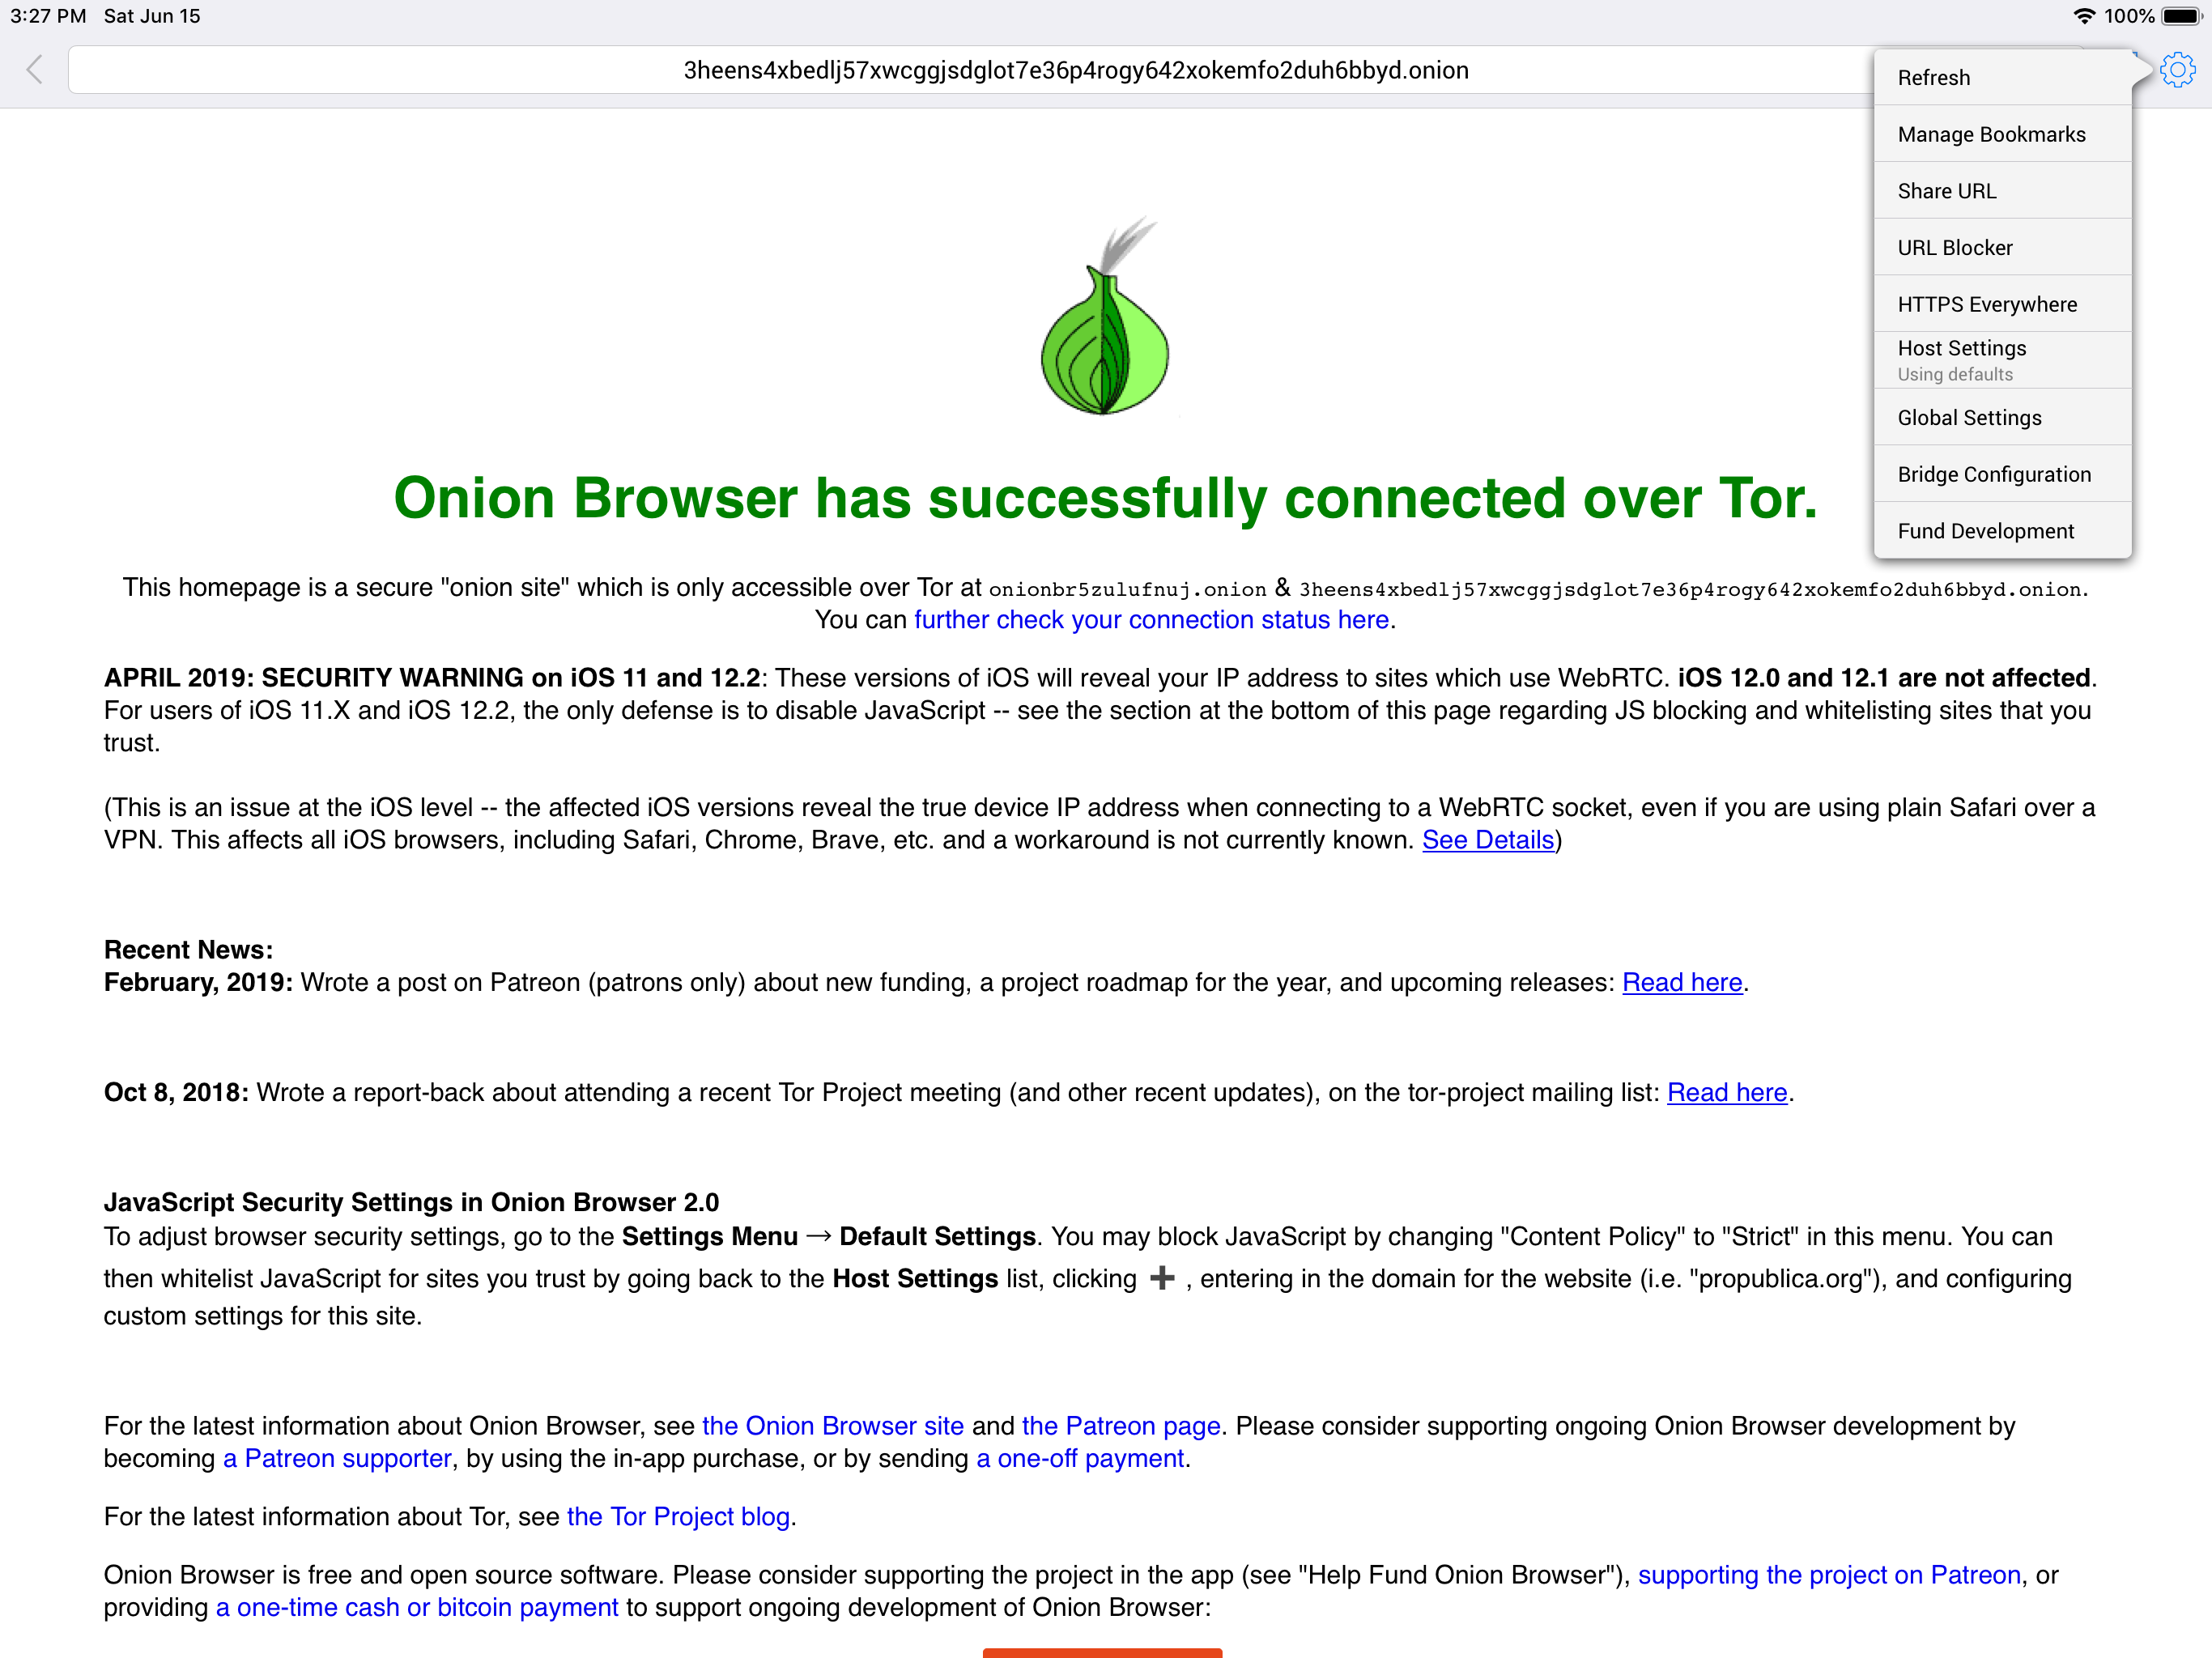 3:27 PM Sat Jun 15
100%
3heens4xbedlj57xwcggjsdglot7e36p4rogy642xokemfo2duh6bbyd.onion
Refresh
Manage Bookmarks
Share URL
URL Blocker
HTTPS Everywhere
Host Settings
Using defaults
Global Settings
Bridge Configuration
Fund Development
Onion Browser has successfully connected over Tor.
This homepage is a secure "onion site" which is only accessible over Tor at onionbr5zulufnuj.onion & 3heens4xbedlj57xwcggjsdglot7e36p4rogy642xokemfo2duh6bbyd.onion.
You can further check your connection status here.
APRIL 2019: SECURITY WARNING on iOS 11 and 12.2: These versions of iOS will reveal your IP address to sites which use WebRTC. iOS 12.0 and 12.1 are not affected.
For users of iOS 11.X and iOS 12.2, the only defense is to disable JavaScript -- see the section at the bottom of this page regarding JS blocking and whitelisting sites that you
trust.
(This is an issue at the iOS level -- the affected iOS versions reveal the true device IP address when connecting to a WebRTC socket, even if you are using plain Safari over a
VPN. This affects all iOS browsers, including Safari, Chrome, Brave, etc. and a workaround is not currently known. See Details)
Recent News:
February, 2019: Wrote a post on Patreon (patrons only) about new funding, a project roadmap for the year, and upcoming releases: Read here.
Oct 8, 2018: Wrote a report-back about attending a recent Tor Project meeting (and other recent updates), on the tor-project mailing list: Read here.
JavaScript Security Settings in Onion Browser 2.0
To adjust browser security settings, go to the Settings Menu → Default Settings. You may block JavaScript by changing "Content Policy" to "Strict" in this menu. You can
then whitelist JavaScript for sites you trust by going back to the Host Settings list, clicking + , entering in the domain for the website (i.e. "propublica.org"), and configuring
custom settings for this site.
For the latest information about Onion Browser, see the Onion Browser site and the Patreon page. Please consider supporting ongoing Onion Browser development by
becoming a Patreon supporter, by using the in-app purchase, or by sending a one-off payment.
For the latest information about Tor, see the Tor Project blog.
Onion Browser is free and open source software. Please consider supporting the project in the app (see "Help Fund Onion Browser"), supporting the project on Patreon, or
providing a one-time cash or bitcoin payment to support ongoing development of Onion Browser: